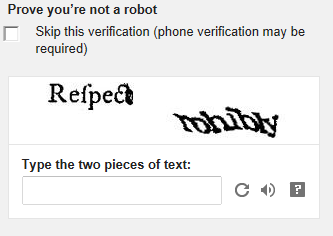 Prove you're not a robot
Skip this verification (phone verification may be
required)
Reſpect
Type the two pieces of text:
?